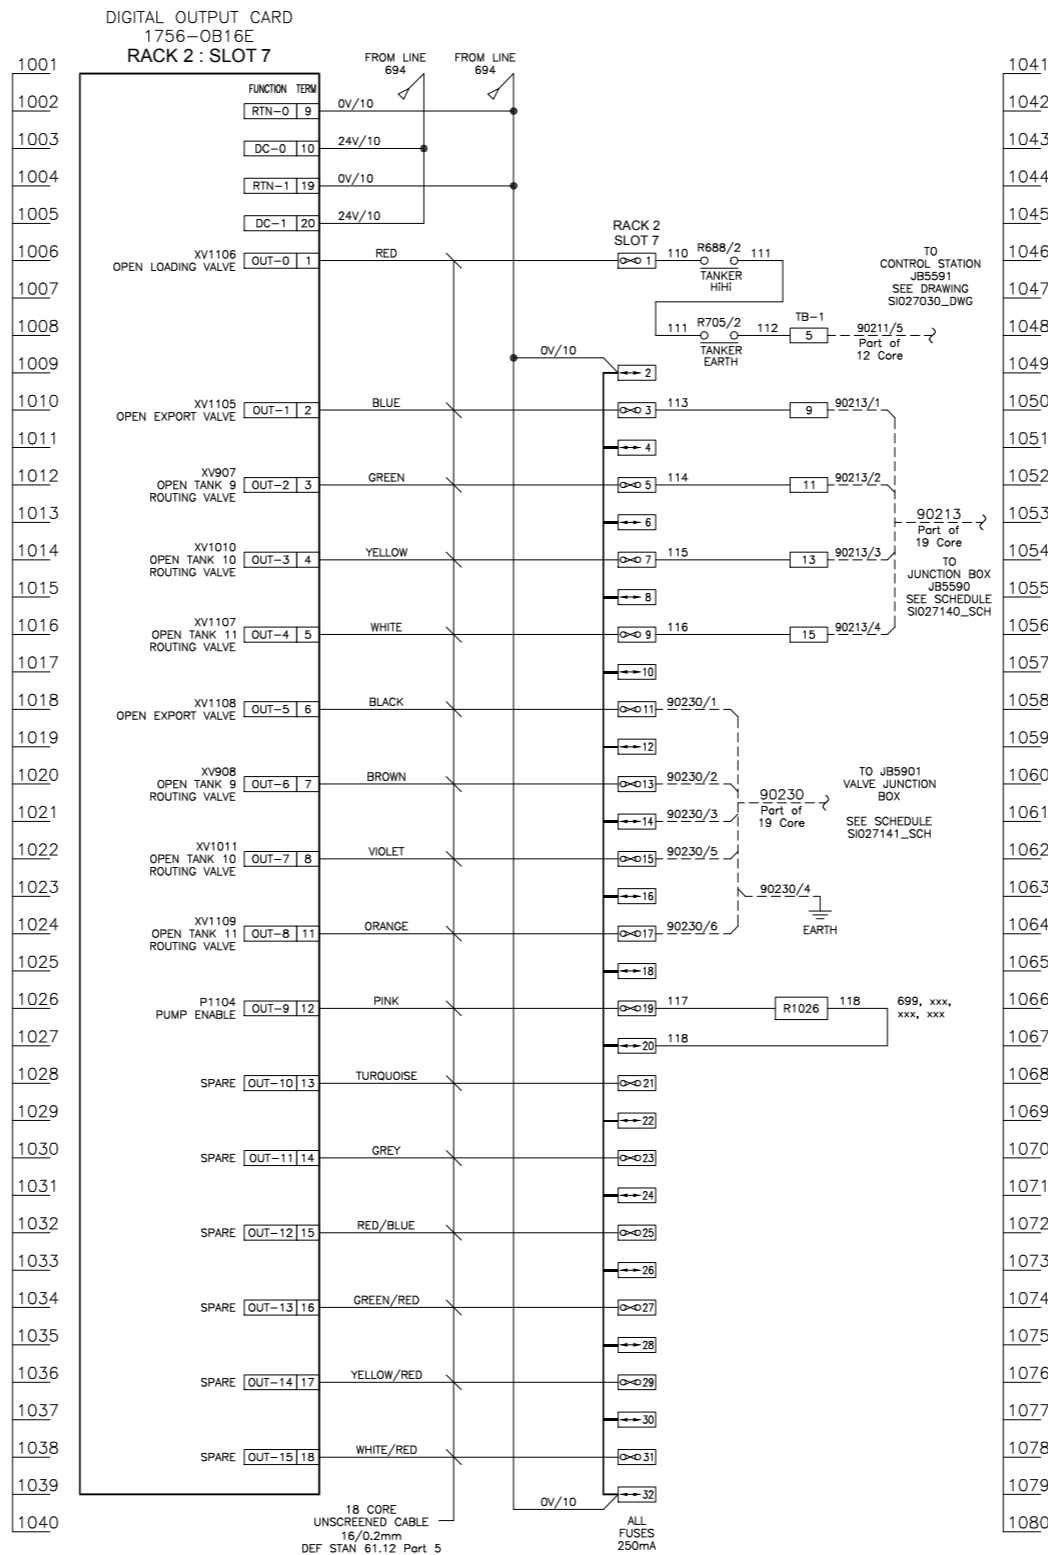 DIGITAL OUTPUT CARD
1756-OB16E
RACK 2 : SLOT 7
FROM LINE
694
FROM LINE
694
FUNCTION TERM
1001
1041
1002
RTN-0 9
0V/10
1042
1003
DC-0 10
24V/10
1043
1004
RTN-1 19
0V/10
1044
1005
DC-1 20
24V/10
1045
RACK 2
SLOT 7
1006
XV1106
OPEN LOADING VALVE
OUT-0 1
RED
1
110
R688/2
111
TANKER
HiHi
TO
CONTROL STATION
JB5591
SEE DRAWING
SI027030_DWG
1046
1007
1047
1008
111
R705/2
112
TANKER
EARTH
TB-1
5
90211/5
Part of
12 Core
1048
1009
0V/10
2
1049
1010
XV1105
OPEN EXPORT VALVE
OUT-1 2
BLUE
3
113
9
90213/1
1050
1011
4
1051
1012
XV907
OPEN TANK 9
ROUTING VALVE
OUT-2 3
GREEN
5
114
11
90213/2
1052
1013
6
90213
Part of
19 Core
TO
JUNCTION BOX
JB5590
SEE SCHEDULE
SI027140_SCH
1053
1014
XV1010
OPEN TANK 10
ROUTING VALVE
OUT-3 4
YELLOW
7
115
13
90213/3
1054
1015
8
1055
1016
XV1107
OPEN TANK 11
ROUTING VALVE
OUT-4 5
WHITE
9
116
15
90213/4
1056
1017
10
1057
1018
XV1108
OPEN EXPORT VALVE
OUT-5 6
BLACK
11
90230/1
1058
1019
12
1059
1020
XV908
OPEN TANK 9
ROUTING VALVE
OUT-6 7
BROWN
13
90230/2
90230
Part of
19 Core
TO JB5901
VALVE JUNCTION
BOX
SEE SCHEDULE
SI027141_SCH
1060
1021
14
90230/3
1061
1022
XV1011
OPEN TANK 10
ROUTING VALVE
OUT-7 8
VIOLET
15
90230/5
1062
1023
16
90230/4
EARTH
1063
1024
XV1109
OPEN TANK 11
ROUTING VALVE
OUT-8 11
ORANGE
17
90230/6
1064
1025
18
1065
1026
P1104
PUMP ENABLE
OUT-9 12
PINK
19
117
R1026
118
699, xxx,
xxx, xxx
1066
1027
20
118
1067
1028
SPARE
OUT-10 13
TURQUOISE
21
1068
1029
22
1069
1030
SPARE
OUT-11 14
GREY
23
1070
1031
24
1071
1032
SPARE
OUT-12 15
RED/BLUE
25
1072
1033
26
1073
1034
SPARE
OUT-13 16
GREEN/RED
27
1074
1035
28
1075
1036
SPARE
OUT-14 17
YELLOW/RED
29
1076
1037
30
1077
1038
SPARE
OUT-15 18
WHITE/RED
31
1078
1039
0V/10
32
1079
1040
18 CORE
UNSCREENED CABLE
16/0.2mm
DEF STAN 61.12 Part 5
ALL
FUSES
250mA
1080